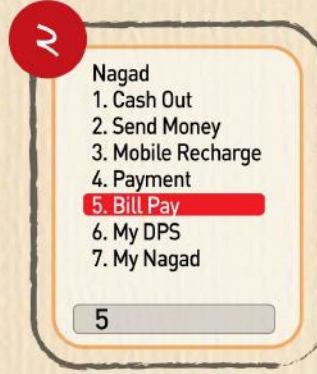 ২
Nagad
1. Cash Out
2. Send Money
3. Mobile Recharge
4. Payment
5. Bill Pay
6. My DPS
7. My Nagad
5